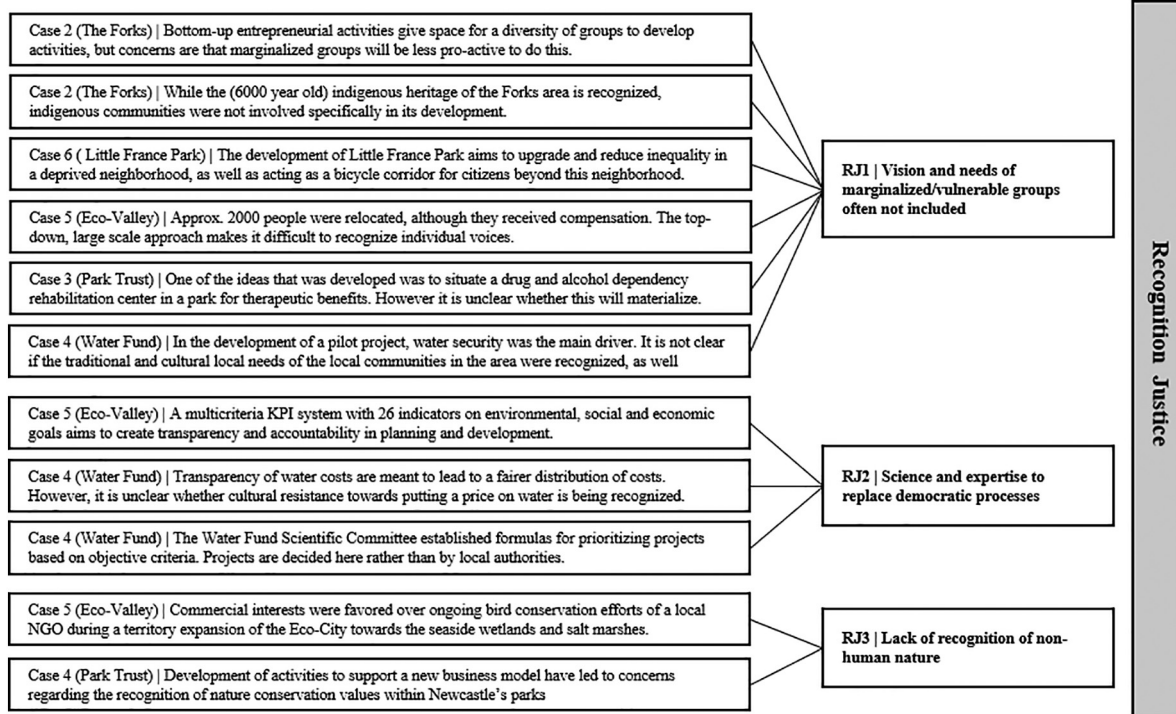 Case 2 (The Forks) | Bottom-up entrepreneurial activities give space for a diversity of groups to develop
activities, but concerns are that marginalized groups will be less pro-active to do this.
Case 2 (The Forks) | While the (6000 year old) indigenous heritage of the Forks area is recognized,
indigenous communities were not involved specifically in its development.
Case 6 ( Little France Park) | The development of Little France Park aims to upgrade and reduce inequality in
a deprived neighborhood, as well as acting as a bicycle corridor for citizens beyond this neighborhood.
Case 5 (Eco-Valley) | Approx. 2000 people were relocated, although they received compensation. The top-
down, large scale approach makes it difficult to recognize individual voices.
Case 3 (Park Trust) | One of the ideas that was developed was to situate a drug and alcohol dependency
rehabilitation center in a park for therapeutic benefits. However it is unclear whether this will materialize.
Case 4 (Water Fund) | In the development of a pilot project, water security was the main driver. It is not clear
if the traditional and cultural local needs of the local communities in the area were recognized, as well
RJ1 | Vision and needs of
marginalized/vulnerable groups
often not included
Case 5 (Eco-Valley) | A multicriteria KPI system with 26 indicators on environmental, social and economic
goals aims to create transparency and accountability in planning and development.
Case 4 (Water Fund) | Transparency of water costs are meant to lead to a fairer distribution of costs.
However, it is unclear whether cultural resistance towards putting a price on water is being recognized.
Case 4 (Water Fund) | The Water Fund Scientific Committee established formulas for prioritizing projects
based on objective criteria. Projects are decided here rather than by local authorities.
RJ2 | Science and expertise to
replace democratic processes
Case 5 (Eco-Valley) | Commercial interests were favored over ongoing bird conservation efforts of a local
NGO during a territory expansion of the Eco-City towards the seaside wetlands and salt marshes.
Case 4 (Park Trust) | Development of activities to support a new business model have led to concerns
regarding the recognition of nature conservation values within Newcastle's parks
RJ3 | Lack of recognition of non-
human nature
Recognition Justice